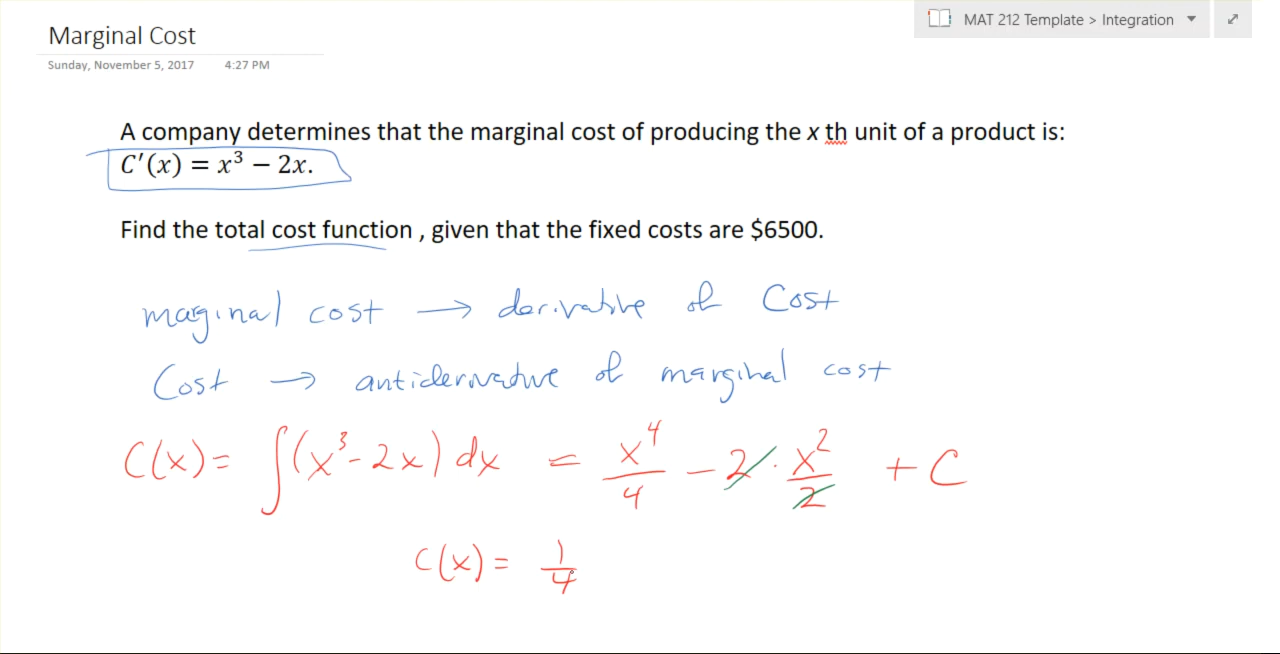 Marginal Cost
MAT 212 Template > Integration
Sunday, November 5, 2017 4:27 PM
A company determines that the marginal cost of producing the x th unit of a product is:
C′(x) = x³ − 2x.
Find the total cost function , given that the fixed costs are $6500.
marginal cost → derivative of Cost
Cost → antiderivative of marginal cost
C(x) = ∫(x³ - 2x) dx = x⁴/4 - 2 · x²/2 + C
C(x) = 1/4